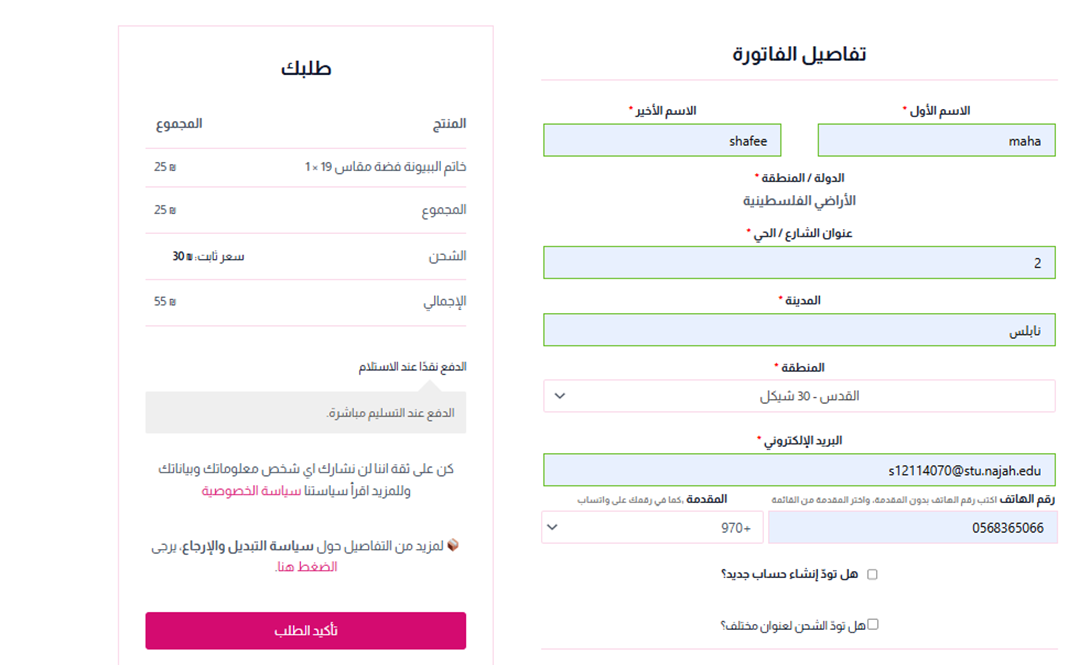 تفاصيل الفاتورة
الاسم الأول *
الاسم الأخير *
maha
shafee
الدولة / المنطقة *
الأراضي الفلسطينية
عنوان الشارع / الحي *
2
المدينة *
نابلس
المنطقة *
القدس - 30 شيكل
البريد الإلكتروني *
s12114070@stu.najah.edu
رقم الهاتف اكتب رقم الهاتف بدون المقدمة، واختر المقدمة من القائمة
المقدمة ,كما في رقمك على واتساب
0568365066
+970
هل تودّ إنشاء حساب جديد؟
هل تودّ الشحن لعنوان مختلف؟
طلبك
المنتج المجموع
خاتم الببيونة فضة مقاس 19 × 1 25 ₪
المجموع 25 ₪
الشحن سعر ثابت: 30 ₪
الإجمالي 55 ₪
الدفع نقدًا عند الاستلام
الدفع عند التسليم مباشرة.
كن على ثقة اننا لن نشارك اي شخص معلوماتك وبياناتك
وللمزيد اقرأ سياستنا سياسة الخصوصية
لمزيد من التفاصيل حول سياسة التبديل والإرجاع، يرجى
الضغط هنا.
تأكيد الطلب